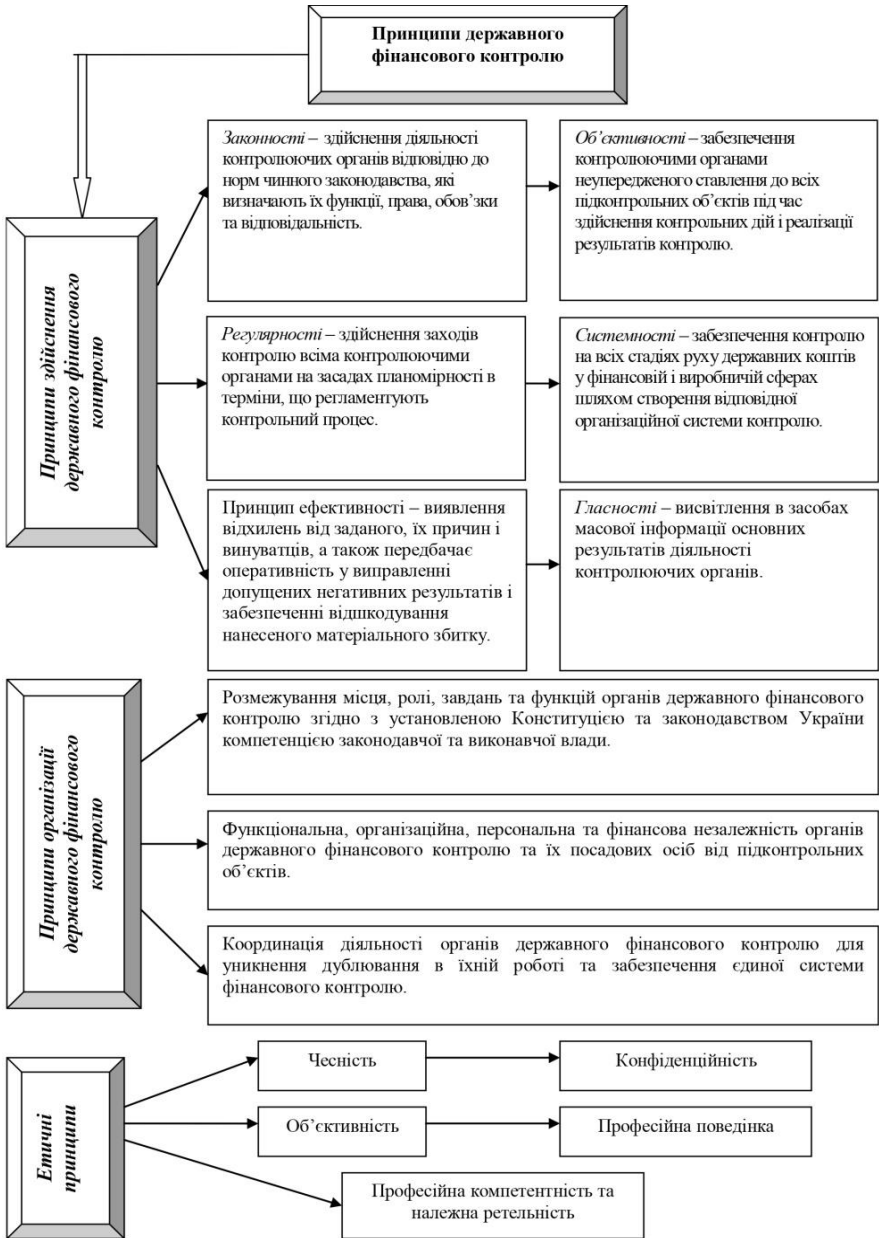 Принципи державного
фінансового контролю
Принципи здійснення
державного фінансового
контролю
Законності – здійснення діяльності
контролюючих органів відповідно до
норм чинного законодавства, які
визначають їх функції, права, обов’зки
та відповідальність.
Об’єктивності – забезпечення
контролюючими органами
неупередженого ставлення до всіх
підконтрольних об’єктів під час
здійснення контрольних дій і реалізації
результатів контролю.
Регулярності – здійснення заходів
контролю всіма контролюючими
органами на засадах планомірності в
терміни, що регламентують
контрольний процес.
Системності – забезпечення контролю
на всіх стадіях руху державних коштів
у фінансовій і виробничій сферах
шляхом створення відповідної
організаційної системи контролю.
Принцип ефективності – виявлення
відхилень від заданого, їх причин і
винуватців, а також передбачає
оперативність у виправленні
допущених негативних результатів і
забезпеченні відшкодування
нанесеного матеріального збитку.
Гласності – висвітлення в засобах
масової інформації основних
результатів діяльності
контролюючих органів.
Принципи організації
державного фінансового
контролю
Розмежування місця, ролі, завдань та функцій органів державного фінансового
контролю згідно з установленою Конституцією та законодавством України
компетенцією законодавчої та виконавчої влади.
Функціональна, організаційна, персональна та фінансова незалежність органів
державного фінансового контролю та їх посадових осіб від підконтрольних
об’єктів.
Координація діяльності органів державного фінансового контролю для
уникнення дублювання в їхній роботі та забезпечення єдиної системи
фінансового контролю.
Етичні
принципи
Чесність
Конфіденційність
Об’єктивність
Професійна поведінка
Професійна компетентність та
належна ретельність